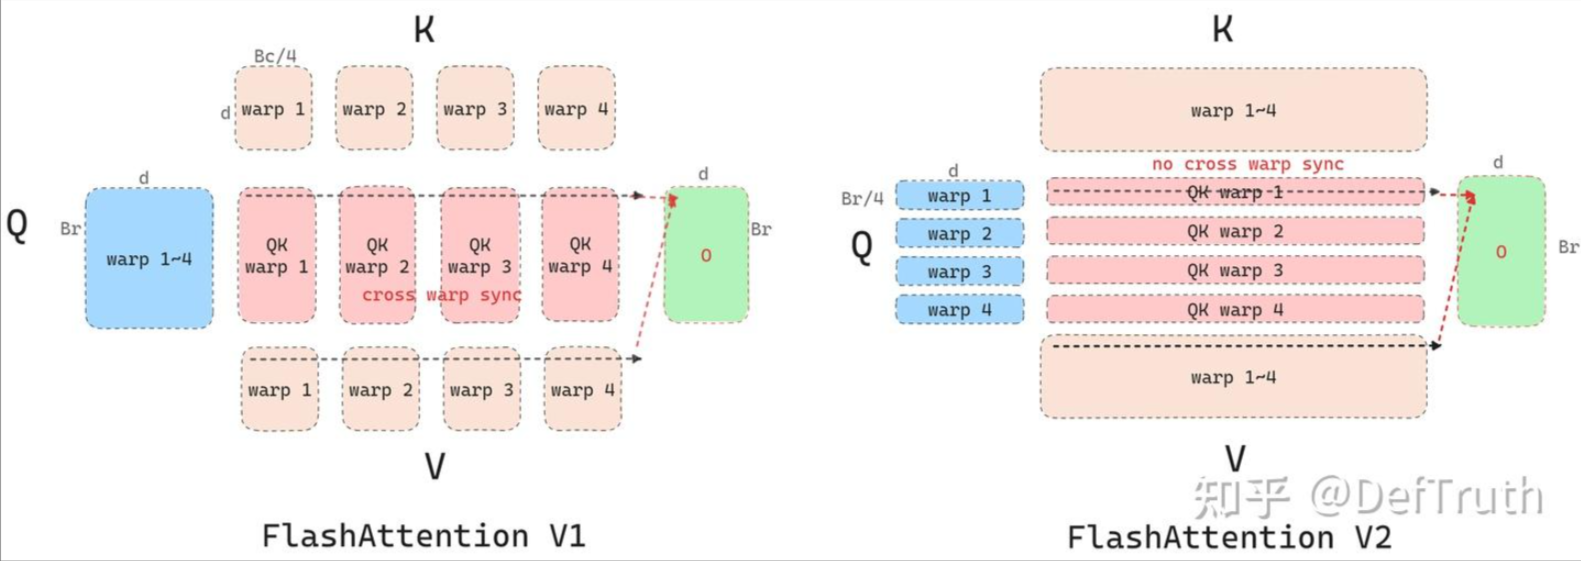 K
Bc/4
d
warp 1
warp 2
warp 3
warp 4
Q
d
Br
warp 1~4
QK
warp 1
QK
warp 2
QK
warp 3
QK
warp 4
cross warp sync
d
O
Br
warp 1
warp 2
warp 3
warp 4
V
FlashAttention V1
K
warp 1~4
no cross warp sync
Q
d
Br/4
warp 1
warp 2
warp 3
warp 4
QK warp 1
QK warp 2
QK warp 3
QK warp 4
d
O
Br
warp 1~4
V
FlashAttention V2
知乎 @DefTruth